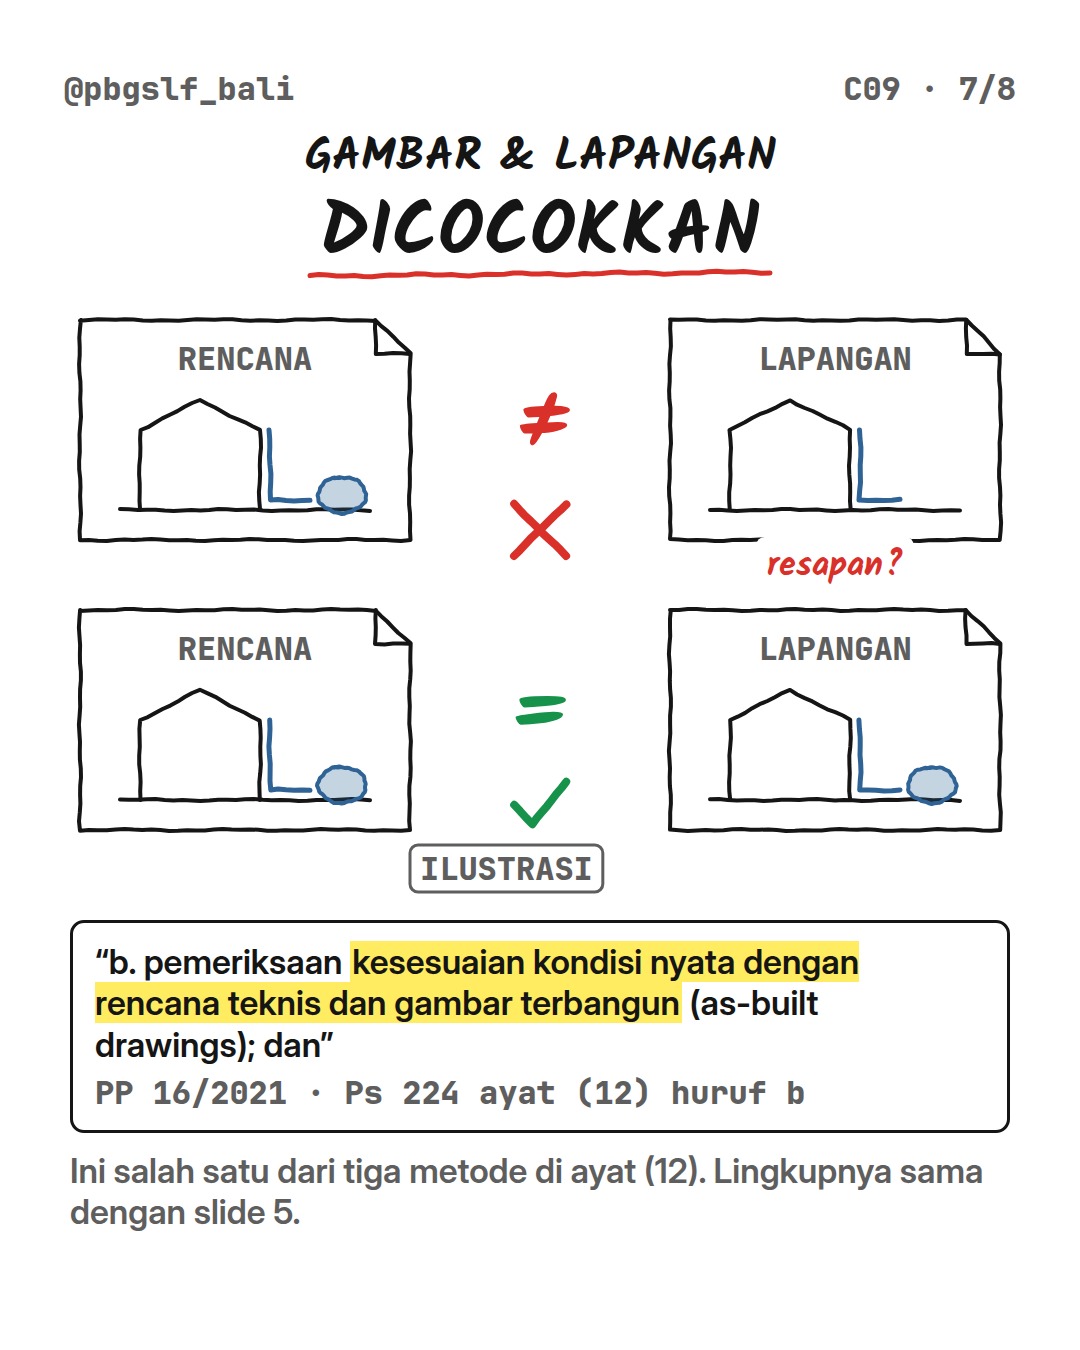 @pbgslf_bali
C09 · 7/8
GAMBAR & LAPANGAN
DICOCOKKAN
RENCANA
≠
LAPANGAN
resapan?
RENCANA
=
LAPANGAN
ILUSTRASI
“b. pemeriksaan kesesuaian kondisi nyata dengan
rencana teknis dan gambar terbangun (as-built
drawings); dan”
PP 16/2021 · Ps 224 ayat (12) huruf b
Ini salah satu dari tiga metode di ayat (12). Lingkupnya sama
dengan slide 5.